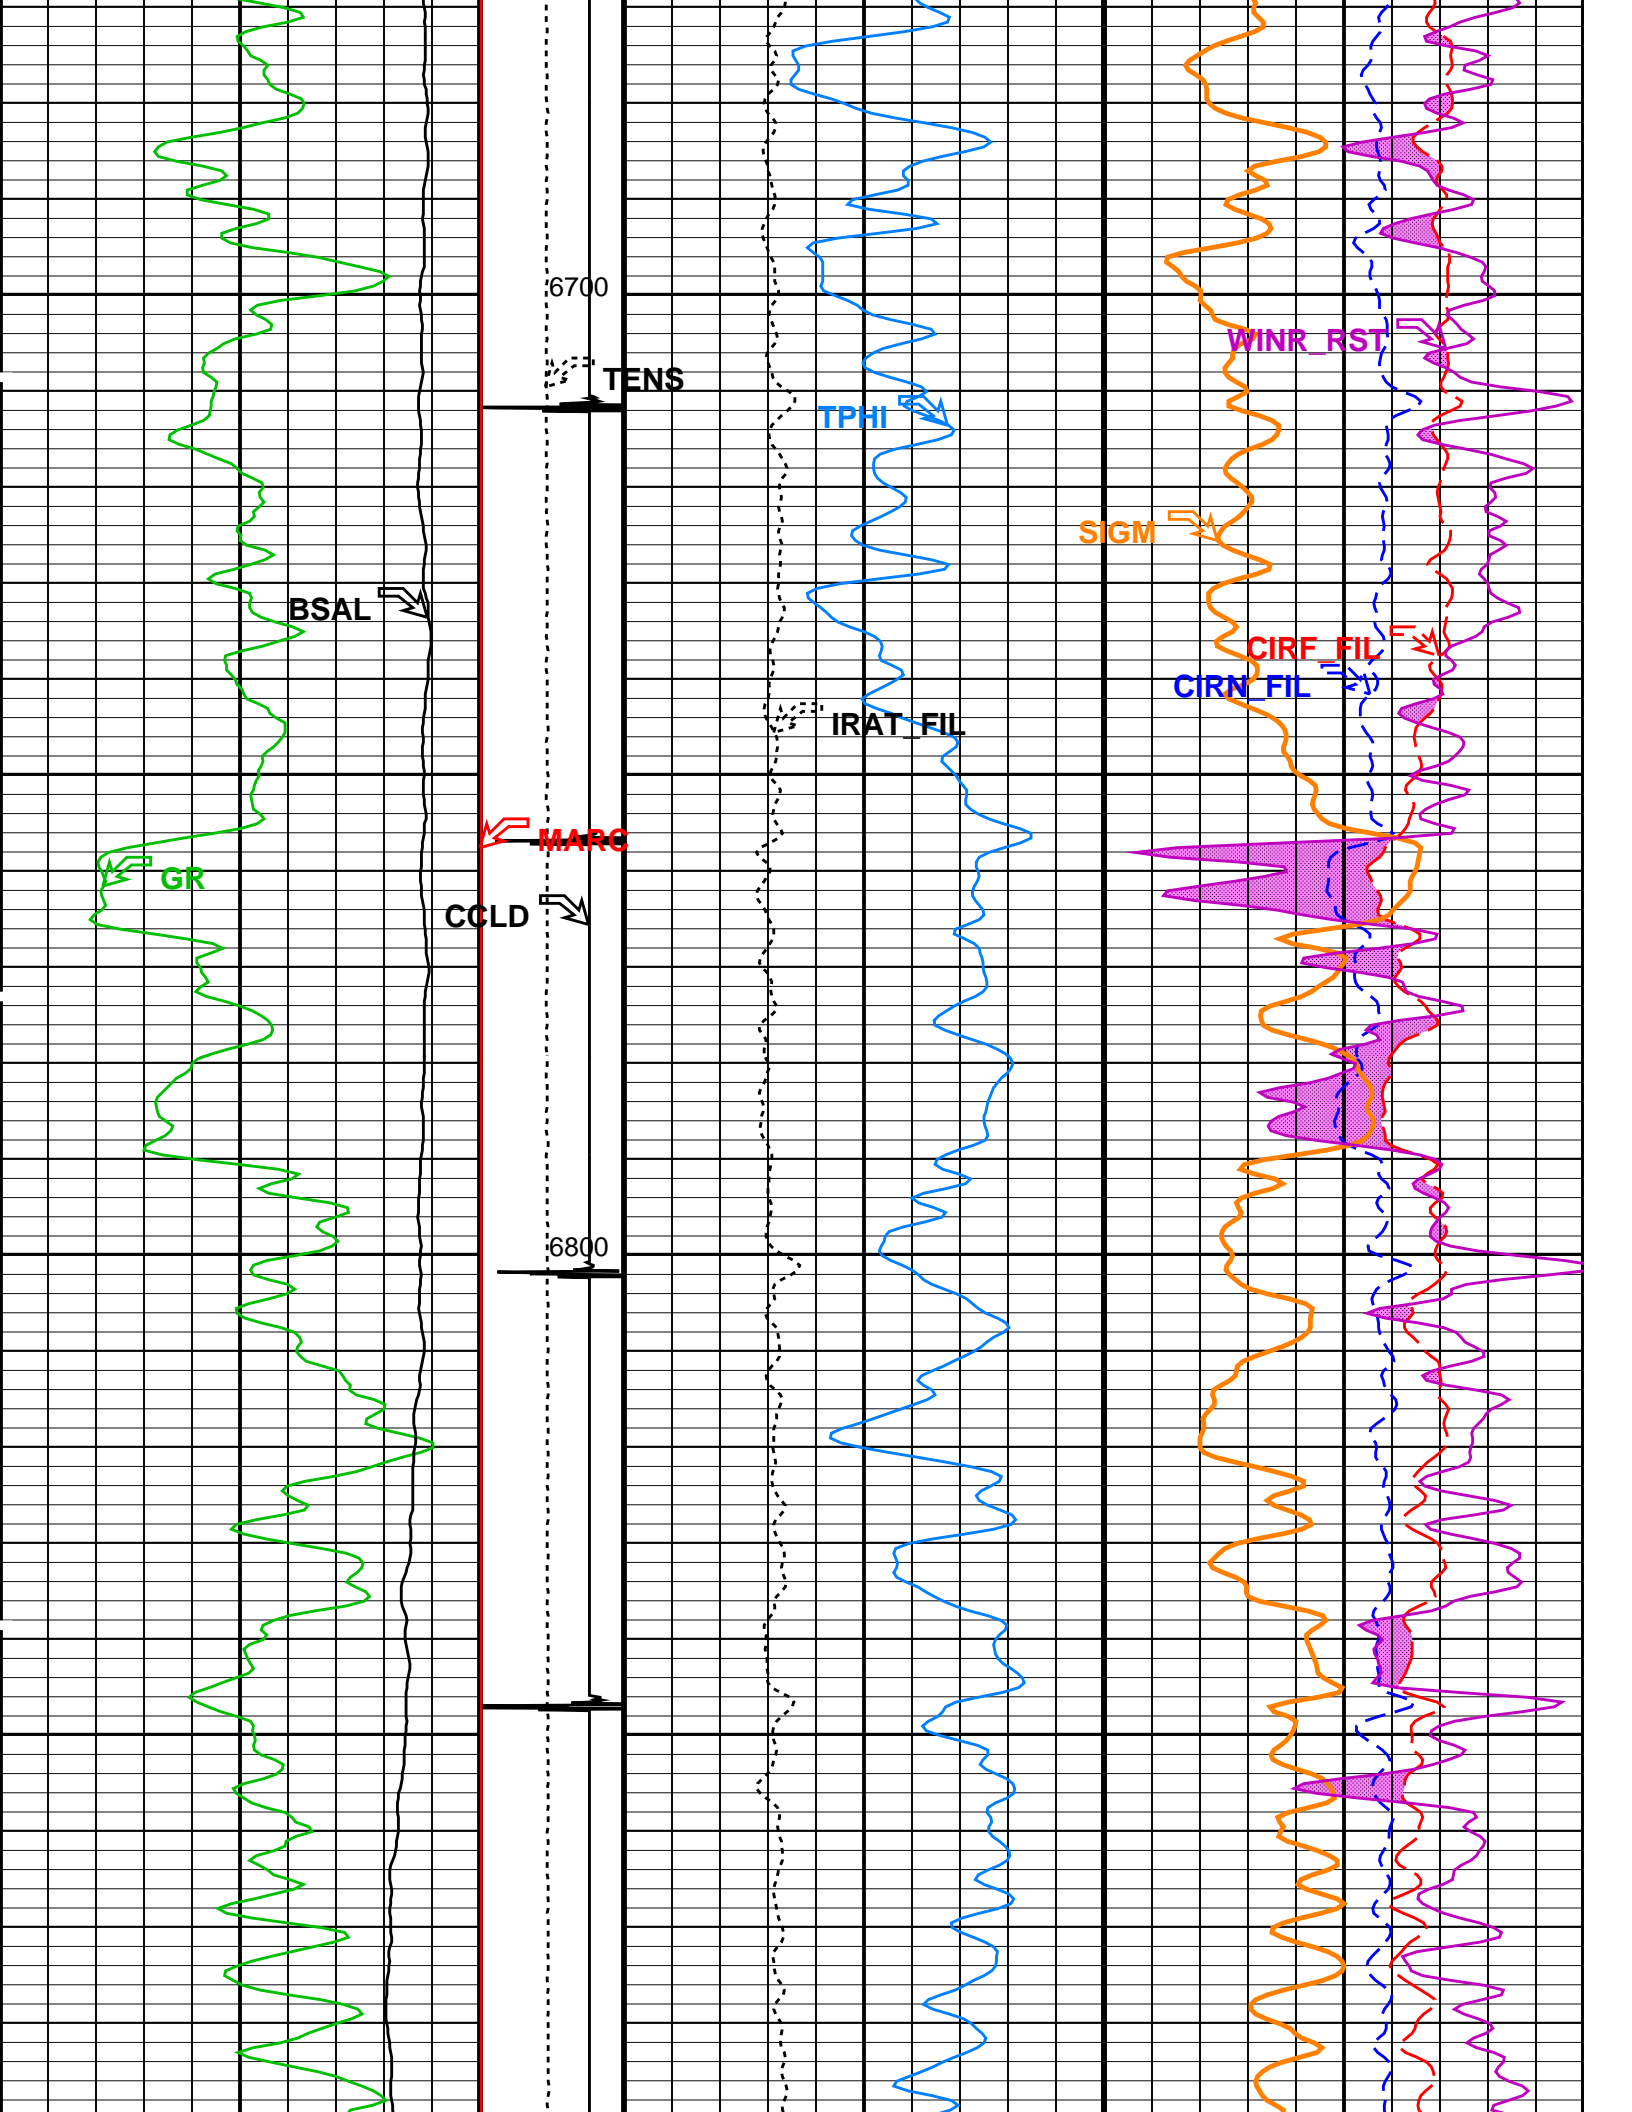 6700
WINR_RST
TENS
TPHI
SIGM
BSAL
CIRF_FIL
CIRN_FIL
IRAT_FIL
MARC
GR
CCLD
6800